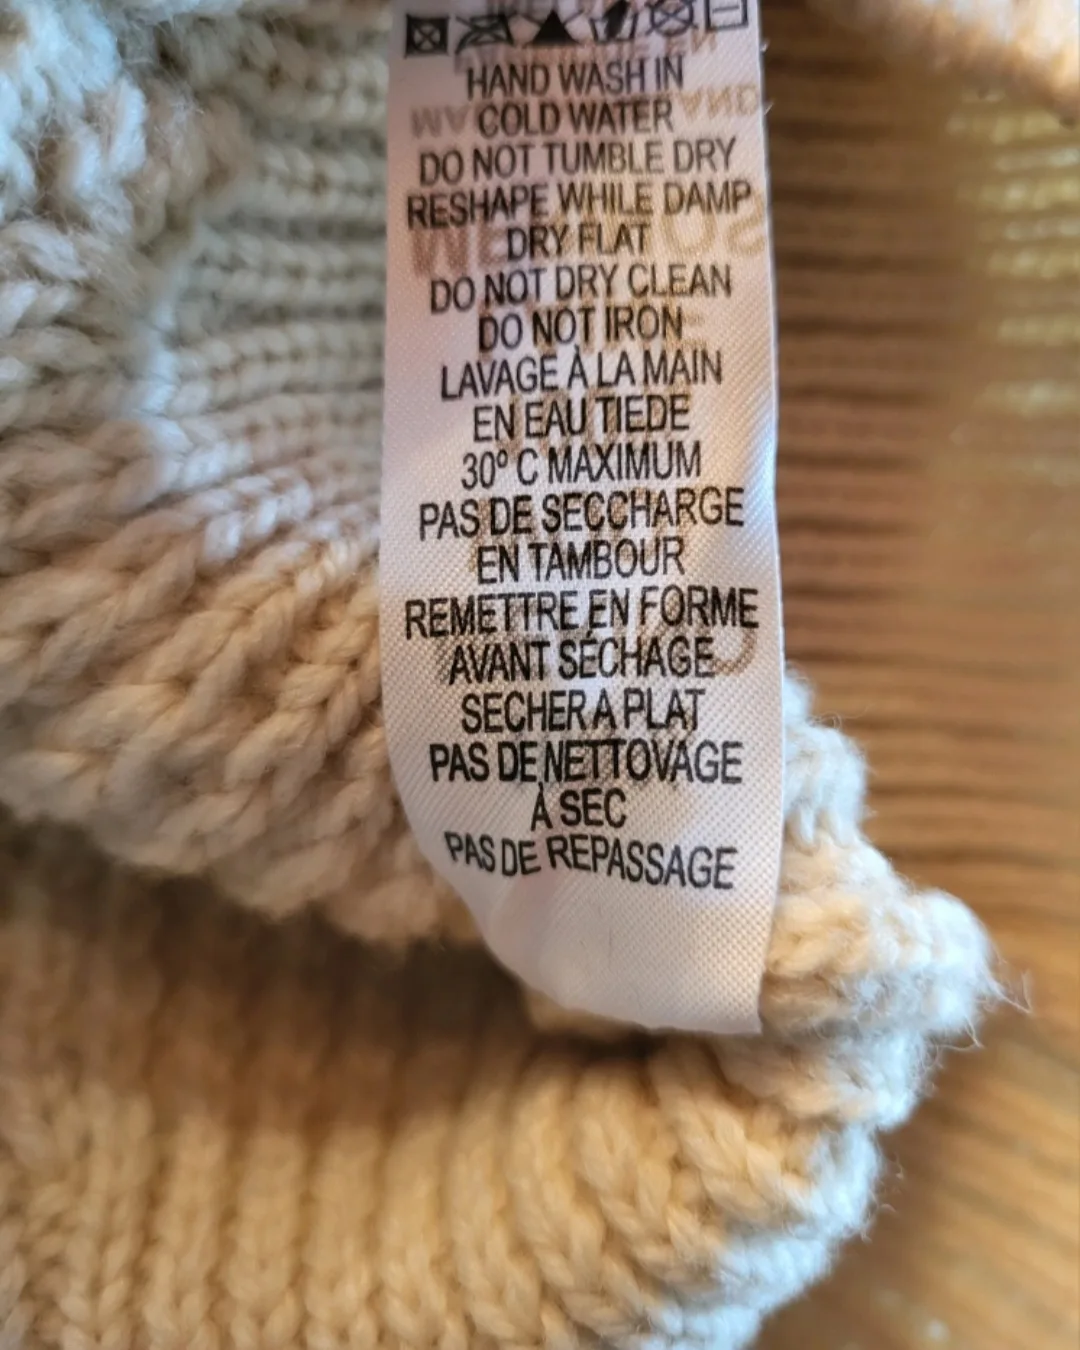 HAND WASH IN
COLD WATER
DO NOT TUMBLE DRY
RESHAPE WHILE DAMP
DRY FLAT
DO NOT DRY CLEAN
DO NOT IRON
LAVAGE À LA MAIN
EN EAU TIEDE
30º C MAXIMUM
PAS DE SECCHARGE
EN TAMBOUR
REMETTRE EN FORME
AVANT SÉCHAGE
SECHER A PLAT
PAS DE NETTOVAGE
À SEC
PAS DE REPASSAGE